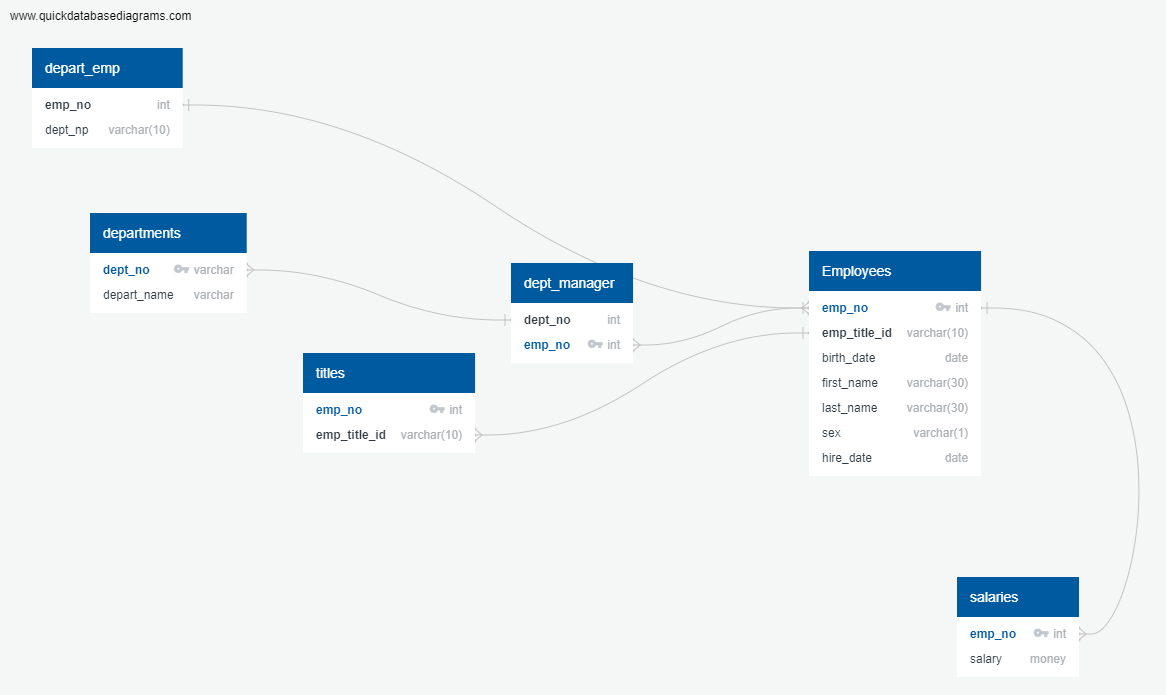 www.quickdatabasediagrams.com
depart_emp
emp_no int
dept_np varchar(10)
departments
dept_no varchar
depart_name varchar
dept_manager
dept_no int
emp_no int
Employees
emp_no int
emp_title_id varchar(10)
birth_date date
first_name varchar(30)
last_name varchar(30)
sex varchar(1)
hire_date date
titles
emp_no int
emp_title_id varchar(10)
salaries
emp_no int
salary money